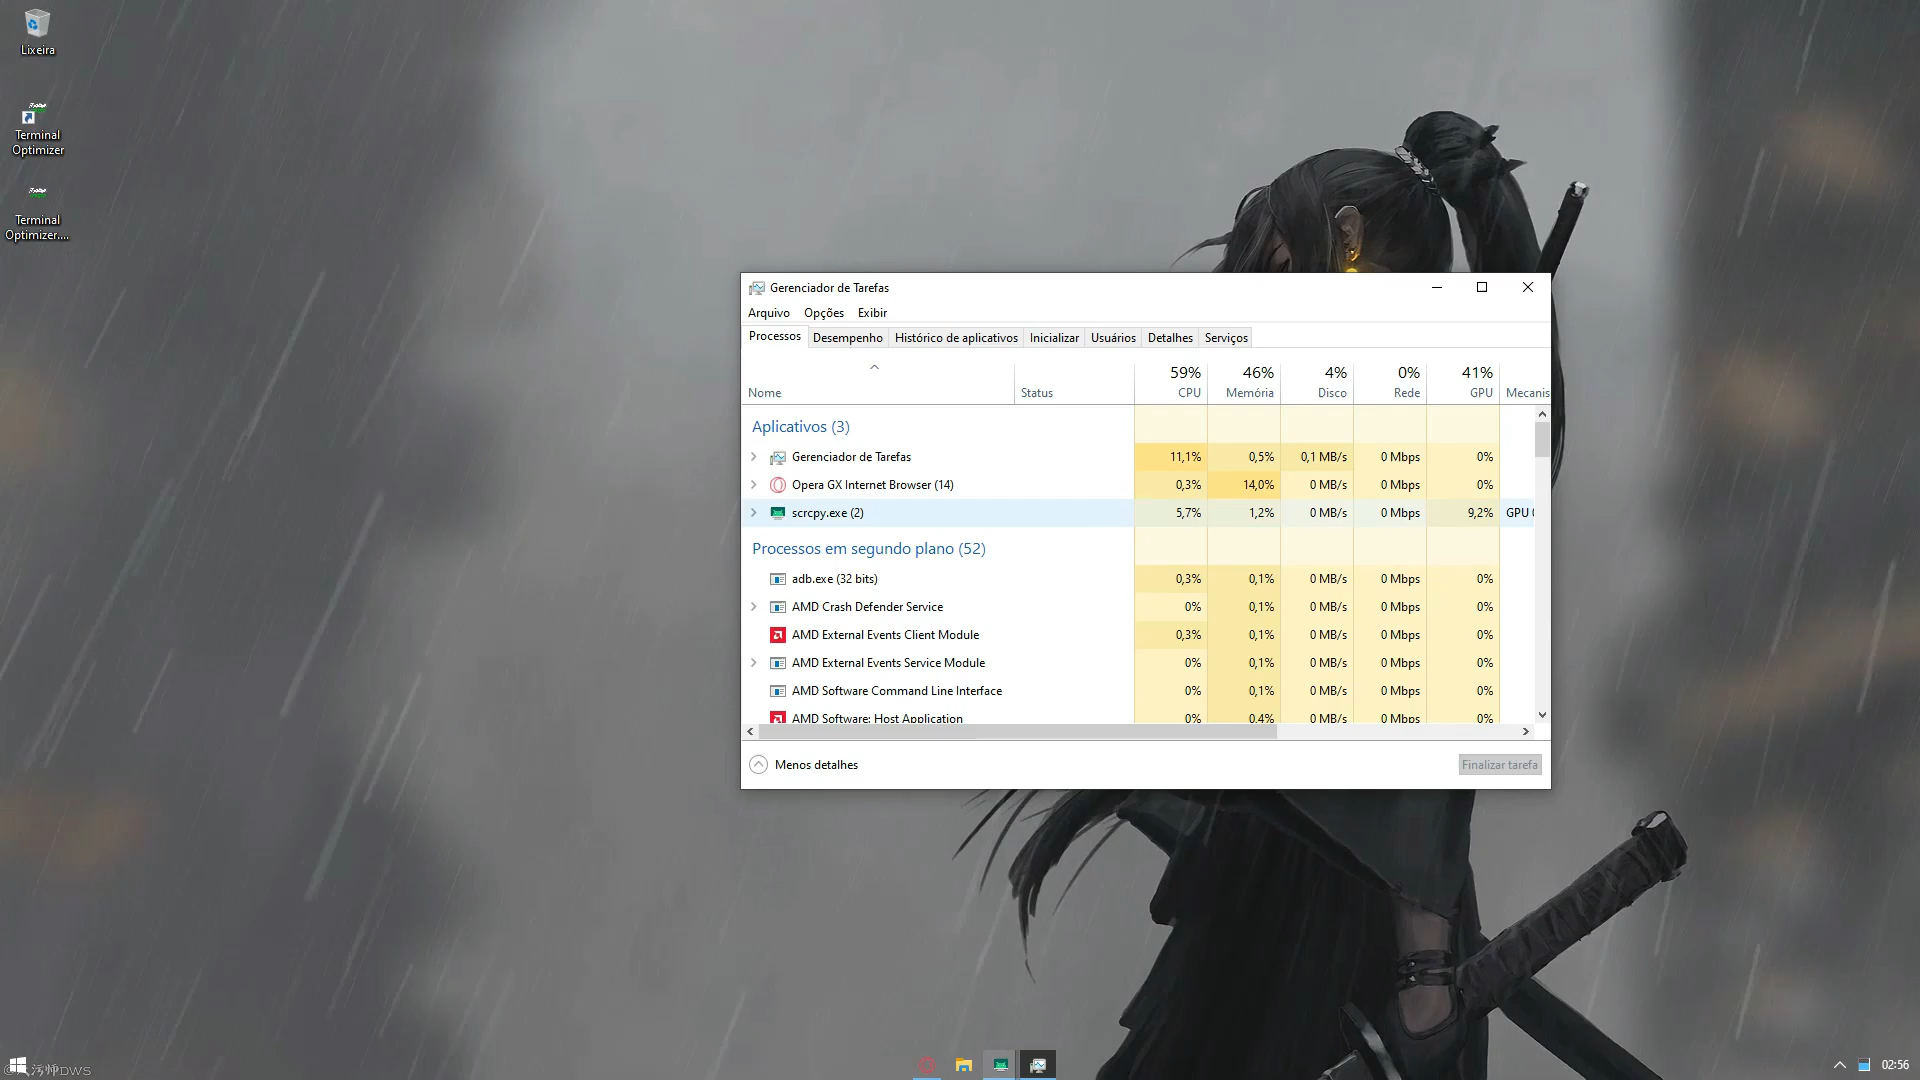 Lixeira
Terminal
Optimizer
Terminal
Optimizer....
Gerenciador de Tarefas
Arquivo Opções Exibir
Processos Desempenho Histórico de aplicativos Inicializar Usuários Detalhes Serviços
59% 46% 4% 0% 41%
Nome Status CPU Memória Disco Rede GPU Mecanis
Aplicativos (3)
Gerenciador de Tarefas 11,1% 0,5% 0,1 MB/s 0 Mbps 0%
Opera GX Internet Browser (14) 0,3% 14,0% 0 MB/s 0 Mbps 0%
scrcpy.exe (2) 5,7% 1,2% 0 MB/s 0 Mbps 9,2% GPU
Processos em segundo plano (52)
adb.exe (32 bits) 0,3% 0,1% 0 MB/s 0 Mbps 0%
AMD Crash Defender Service 0% 0,1% 0 MB/s 0 Mbps 0%
AMD External Events Client Module 0,3% 0,1% 0 MB/s 0 Mbps 0%
AMD External Events Service Module 0% 0,1% 0 MB/s 0 Mbps 0%
AMD Software Command Line Interface 0% 0,1% 0 MB/s 0 Mbps 0%
AMD Software: Host Application 0% 0,4% 0 MB/s 0 Mbps 0%
Menos detalhes Finalizar tarefa
DWS
02:56